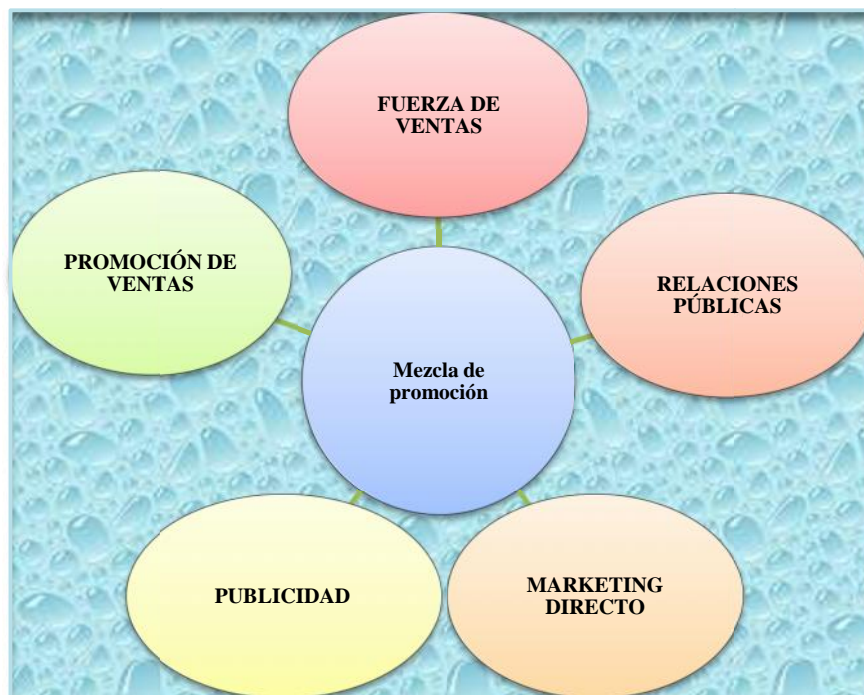 FUERZA DE
VENTAS
PROMOCIÓN DE
VENTAS
RELACIONES
PÚBLICAS
Mezcla de
promoción
PUBLICIDAD
MARKETING
DIRECTO